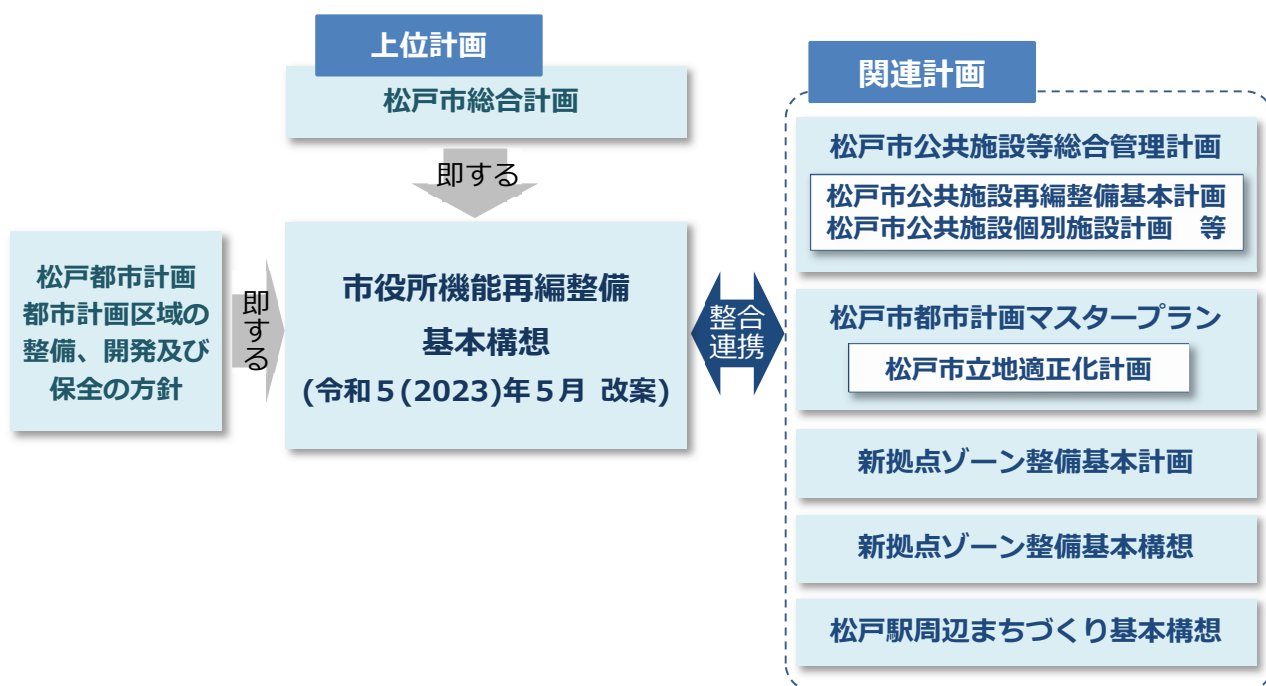 上位計画
松戸市総合計画
即する
松戸都市計画
都市計画区域の
整備、開発及び
保全の方針
即する
市役所機能再編整備
基本構想
(令和５(2023)年５月 改案)
整合
連携
関連計画
松戸市公共施設等総合管理計画
松戸市公共施設再編整備基本計画
松戸市公共施設個別施設計画　等
松戸市都市計画マスタープラン
松戸市立地適正化計画
新拠点ゾーン整備基本計画
新拠点ゾーン整備基本構想
松戸駅周辺まちづくり基本構想